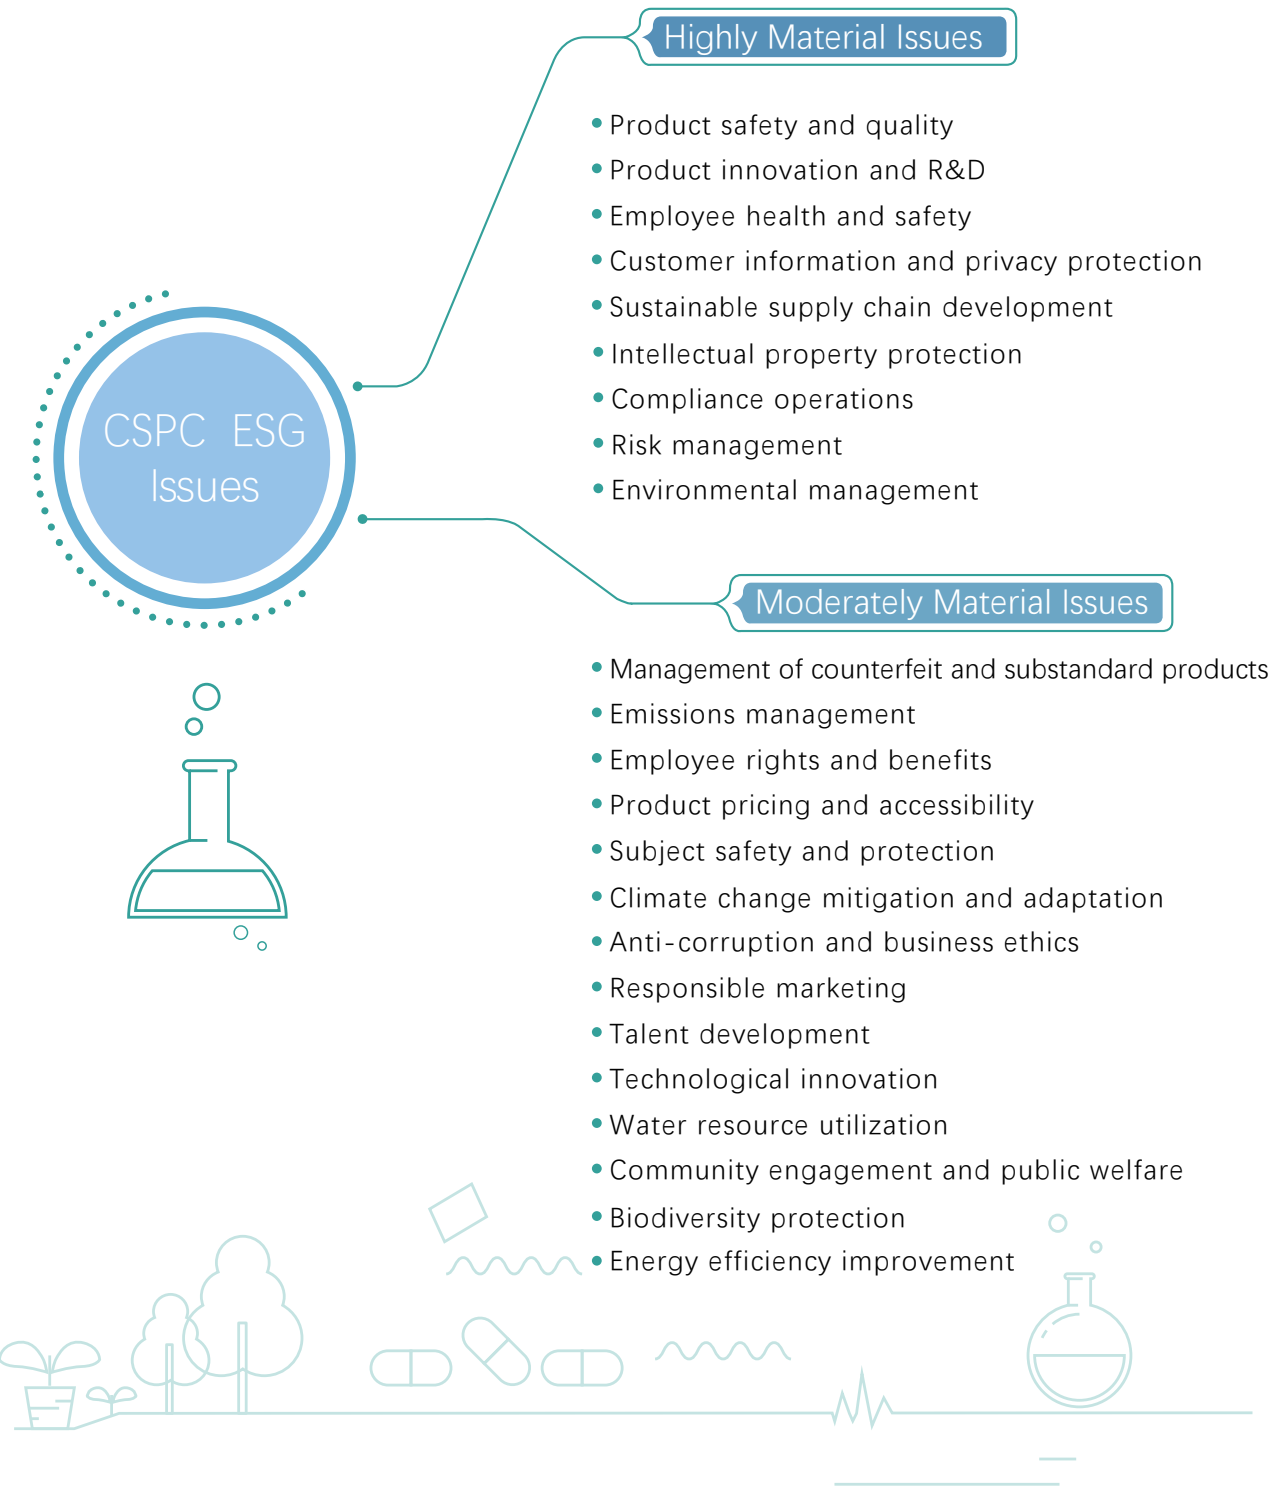 Highly Material Issues
Product safety and quality
Product innovation and R&D
Employee health and safety
Customer information and privacy protection
Sustainable supply chain development
Intellectual property protection
Compliance operations
Risk management
Environmental management
CSPC ESG
Issues
Moderately Material Issues
Management of counterfeit and substandard products
Emissions management
Employee rights and benefits
Product pricing and accessibility
Subject safety and protection
Climate change mitigation and adaptation
Anti-corruption and business ethics
Responsible marketing
Talent development
Technological innovation
Water resource utilization
Community engagement and public welfare
Biodiversity protection
Energy efficiency improvement